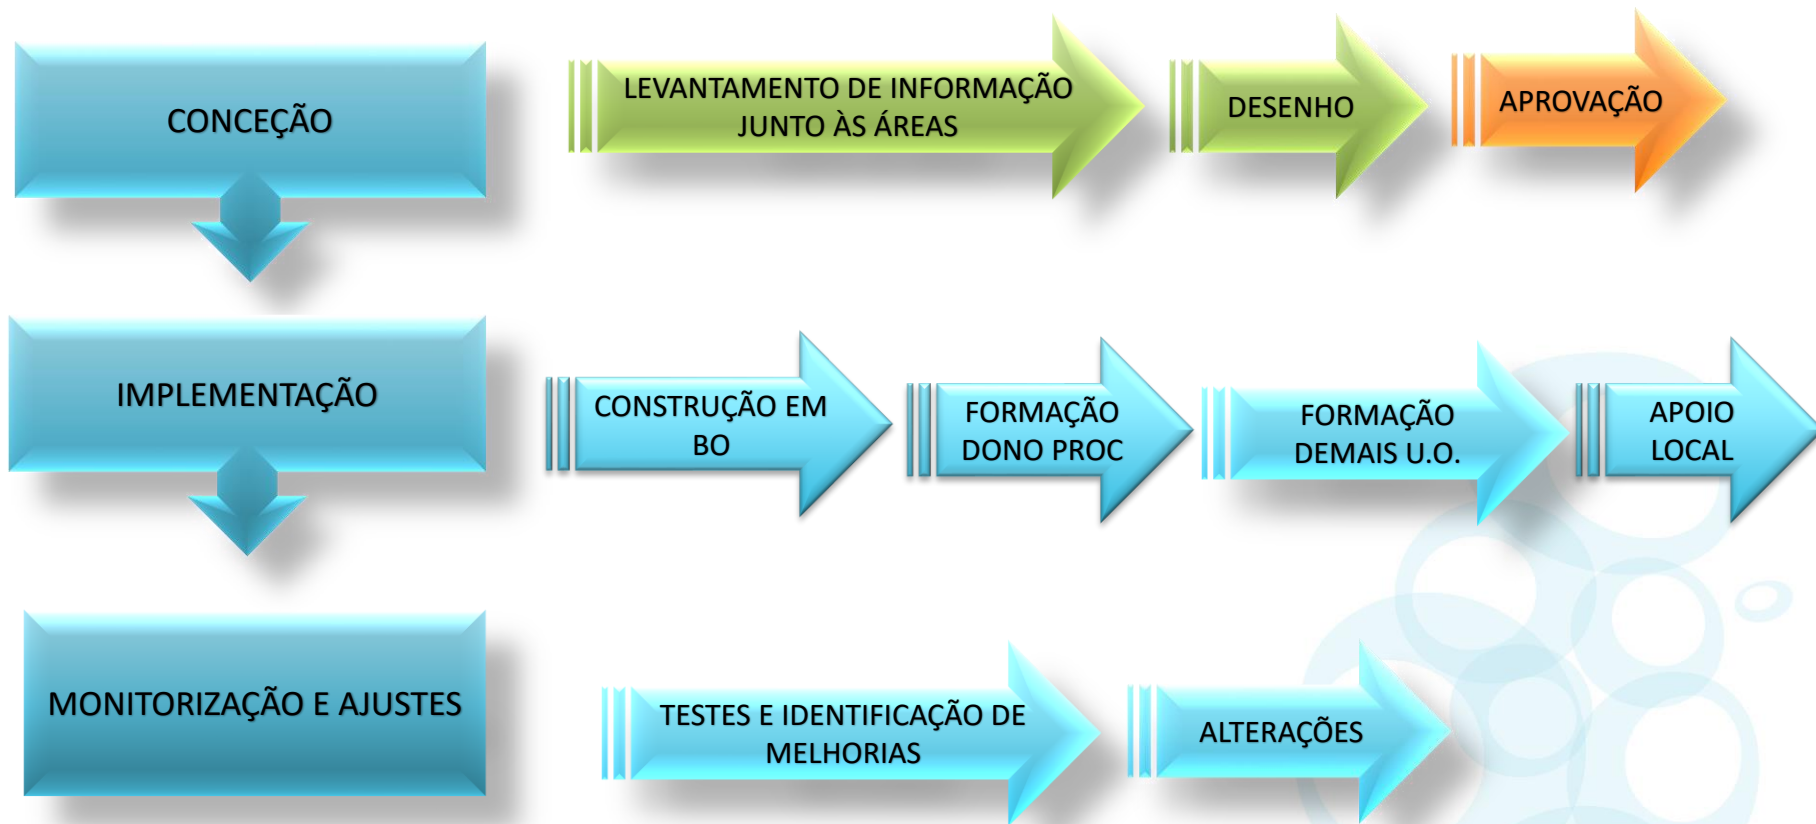 CONCEÇÃO
LEVANTAMENTO DE INFORMAÇÃO
JUNTO ÀS ÁREAS
DESENHO
APROVAÇÃO
IMPLEMENTAÇÃO
CONSTRUÇÃO EM
BO
FORMAÇÃO
DONO PROC
FORMAÇÃO
DEMAIS U.O.
APOIO
LOCAL
MONITORIZAÇÃO E AJUSTES
TESTES E IDENTIFICAÇÃO DE
MELHORIAS
ALTERAÇÕES